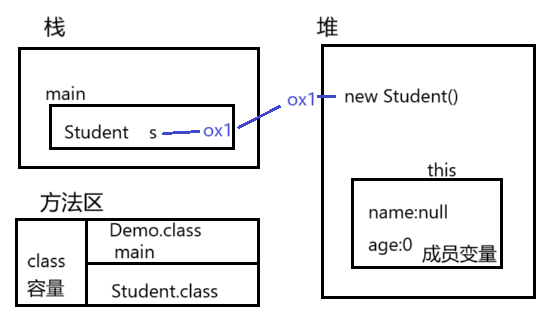 栈
main
Student s ox1
堆
ox1 new Student()
this
name:null
age:0 成员变量
方法区
class
容量
Demo.class
main
Student.class